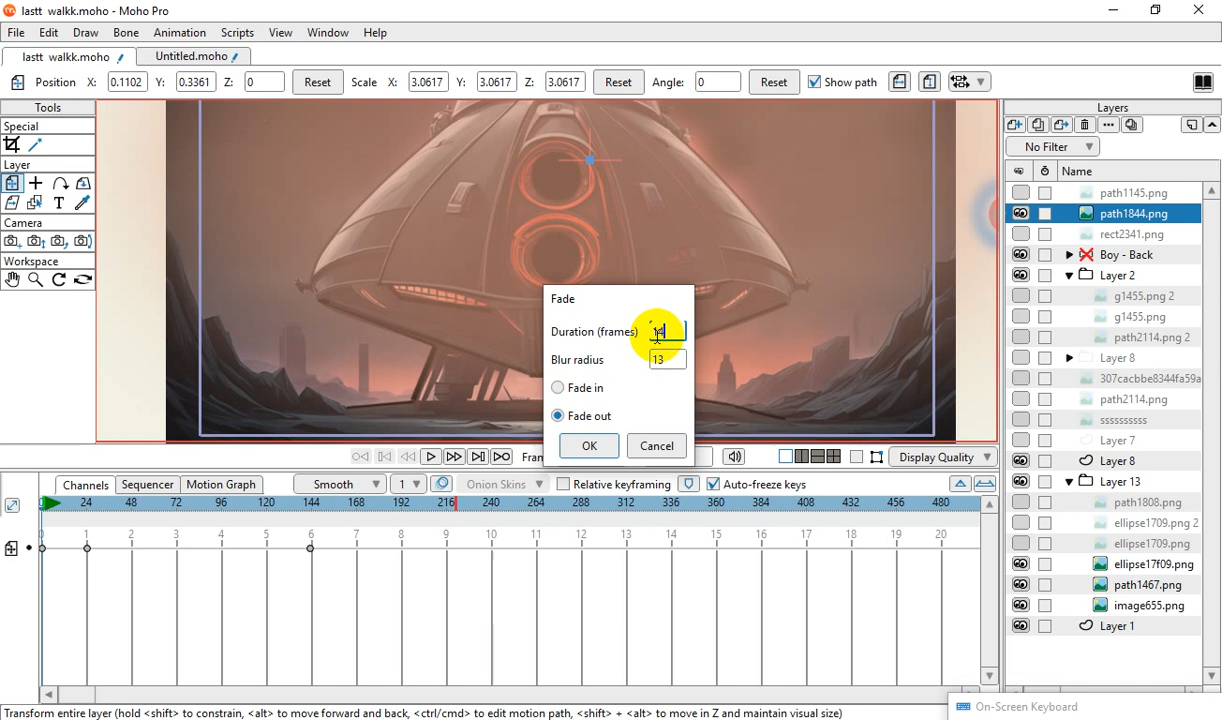 lastt walkk.moho - Moho Pro
File Edit Draw Bone Animation Scripts View Window Help
lastt walkk.moho Untitled.moho
Position X: 0.1102 Y: 0.3361 Z: 0 Reset Scale X: 3.0617 Y: 3.0617 Z: 3.0617 Reset Angle: 0 Reset Show path
Tools
Special
Layer
Camera
Workspace
Layers
No Filter
Name
path1145.png
path1844.png
rect2341.png
Boy - Back
Layer 2
g1455.png 2
g1455.png
path2114.png 2
Layer 8
307cacbbe8344fa59a
path2114.png
ssssssssss
Layer 7
Layer 8
Layer 13
path1808.png
ellipse1709.png 2
ellipse1709.png
ellipse17f09.png
path1467.png
image655.png
Layer 1
Fade
Duration (frames) 14
Blur radius 13
Fade in
Fade out
OK Cancel
Fram Display Quality
Channels Sequencer Motion Graph Smooth 1 Onion Skins Relative keyframing Auto-freeze keys
0 24 48 72 96 120 144 168 192 216 240 264 288 312 336 360 384 408 432 456 480
0 1 2 3 4 5 6 7 8 9 10 11 12 13 14 15 16 17 18 19 20
Transform entire layer (hold <shift> to constrain, <alt> to move forward and back, <ctrl/cmd> to edit motion path, <shift> + <alt> to move in Z and maintain visual size)
On-Screen Keyboard